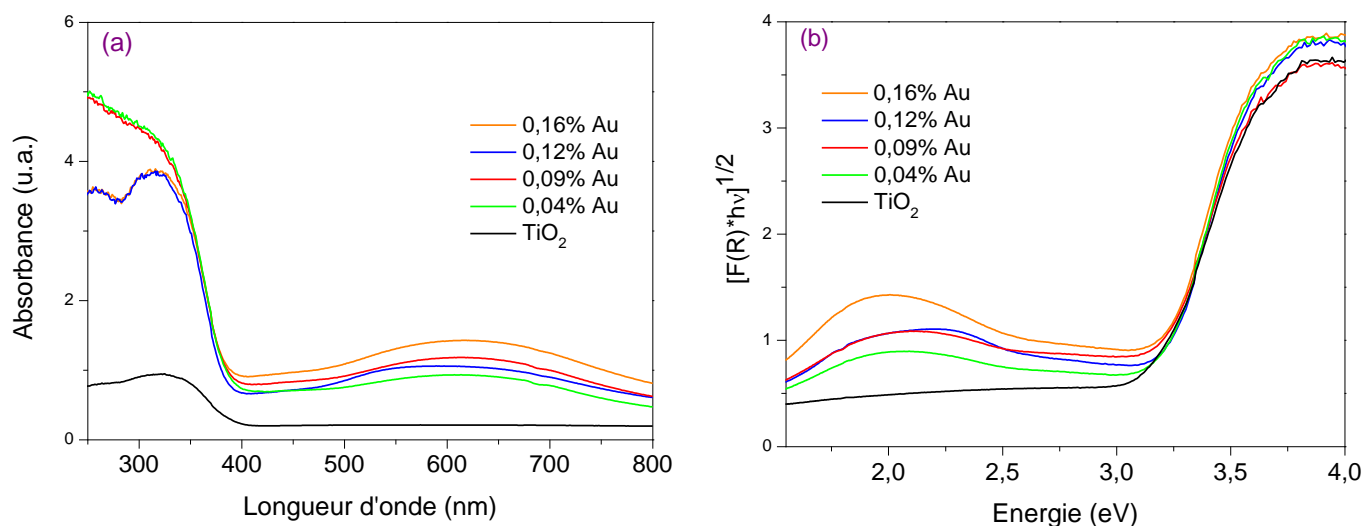 (a)
6
4
2
0
Absorbance (u.a.)
0,16% Au
0,12% Au
0,09% Au
0,04% Au
TiO₂
300 400 500 600 700 800
Longueur d'onde (nm)
(b)
4
3
2
1
0
[F(R)*hν]^1/2
0,16% Au
0,12% Au
0,09% Au
0,04% Au
TiO₂
2,0 2,5 3,0 3,5 4,0
Energie (eV)